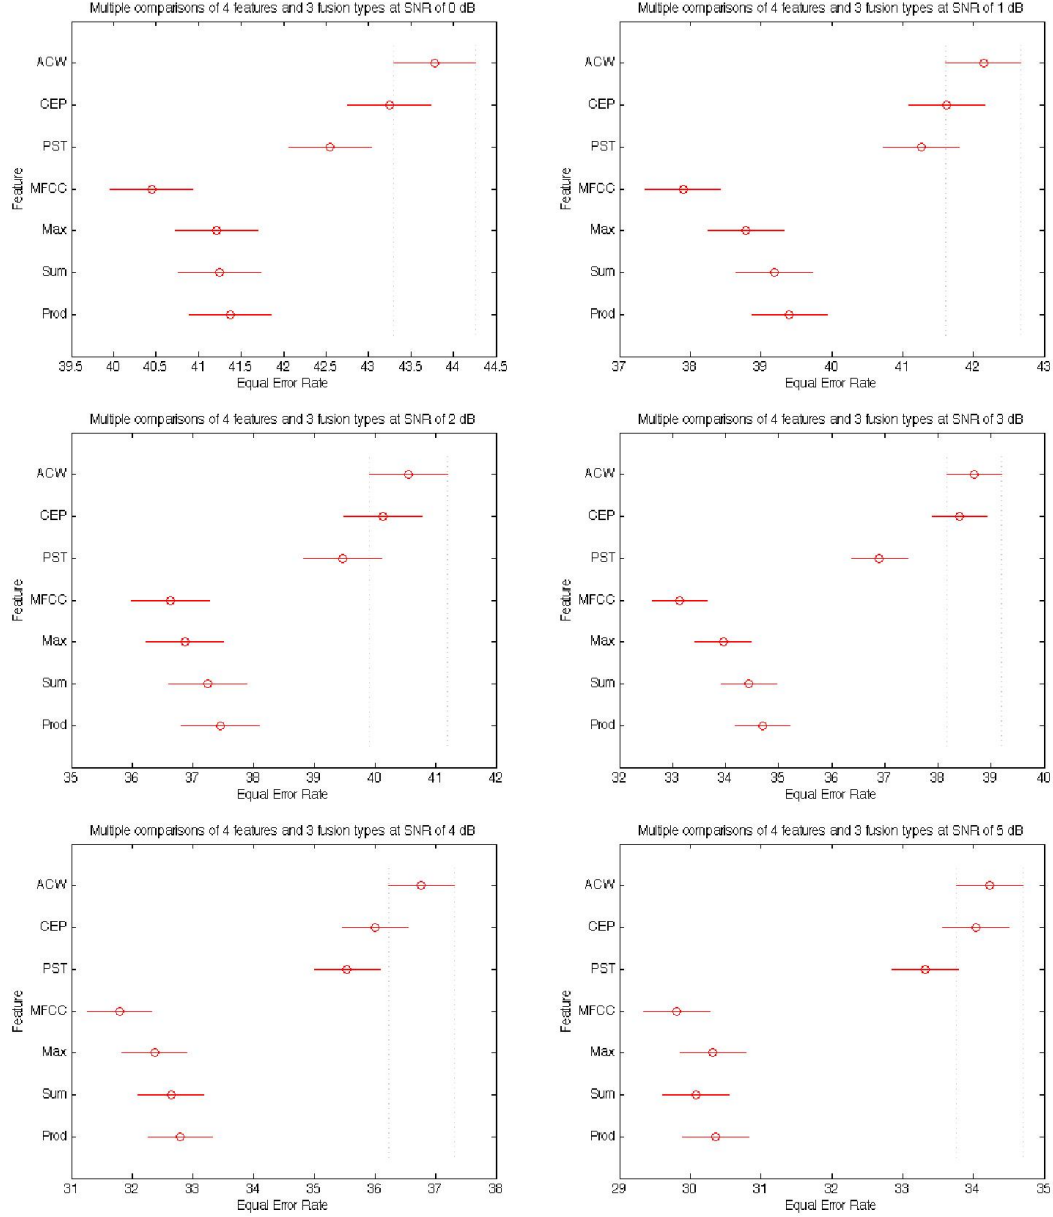 Multiple comparisons of 4 features and 3 fusion types at SNR of 0 dB
ACW
CEP
PST
MFCC
Max
Sum
Prod
Feature
39.5 40 40.5 41 41.5 42 42.5 43 43.5 44 44.5
Equal Error Rate
Multiple comparisons of 4 features and 3 fusion types at SNR of 1 dB
ACW
CEP
PST
MFCC
Max
Sum
Prod
Feature
37 38 39 40 41 42 43
Equal Error Rate
Multiple comparisons of 4 features and 3 fusion types at SNR of 2 dB
ACW
CEP
PST
MFCC
Max
Sum
Prod
Feature
35 36 37 38 39 40 41 42
Equal Error Rate
Multiple comparisons of 4 features and 3 fusion types at SNR of 3 dB
ACW
CEP
PST
MFCC
Max
Sum
Prod
Feature
32 33 34 35 36 37 38 39 40
Equal Error Rate
Multiple comparisons of 4 features and 3 fusion types at SNR of 4 dB
ACW
CEP
PST
MFCC
Max
Sum
Prod
Feature
31 32 33 34 35 36 37 38
Equal Error Rate
Multiple comparisons of 4 features and 3 fusion types at SNR of 5 dB
ACW
CEP
PST
MFCC
Max
Sum
Prod
Feature
29 30 31 32 33 34 35
Equal Error Rate